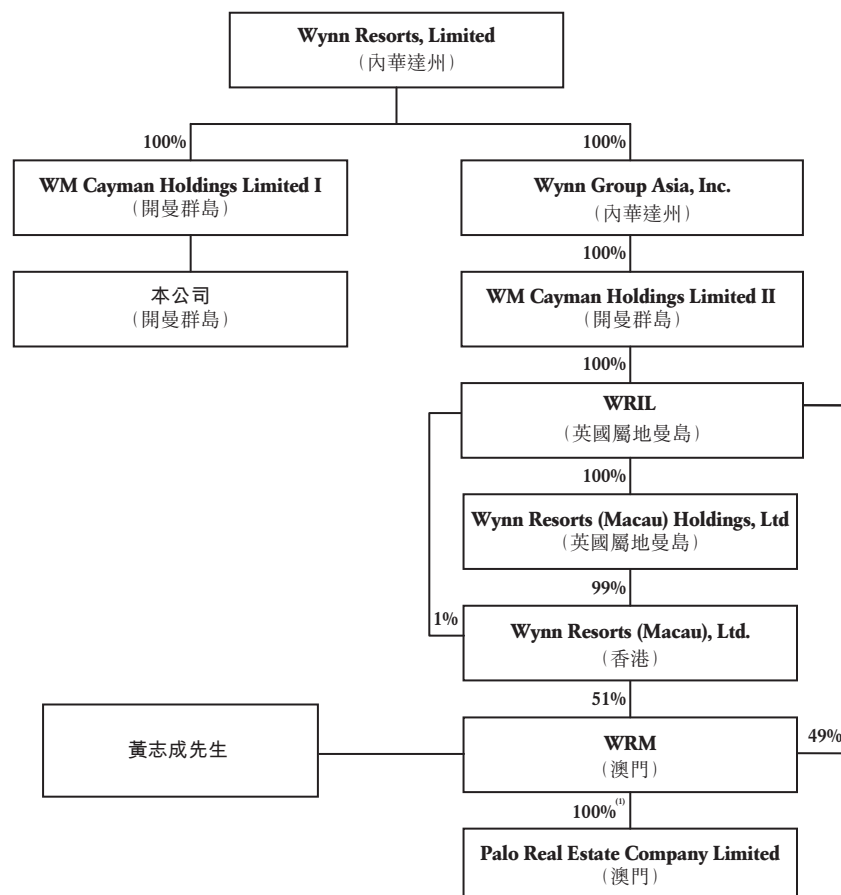 Wynn Resorts, Limited
（內華達州）
100%
100%
WM Cayman Holdings Limited I
（開曼群島）
Wynn Group Asia, Inc.
（內華達州）
100%
本公司
（開曼群島）
WM Cayman Holdings Limited II
（開曼群島）
100%
WRIL
（英國屬地曼島）
100%
Wynn Resorts (Macau) Holdings, Ltd
（英國屬地曼島）
99%
1%
Wynn Resorts (Macau), Ltd.
（香港）
51%
黃志成先生
WRM
（澳門）
49%
100%(1)
Palo Real Estate Company Limited
（澳門）